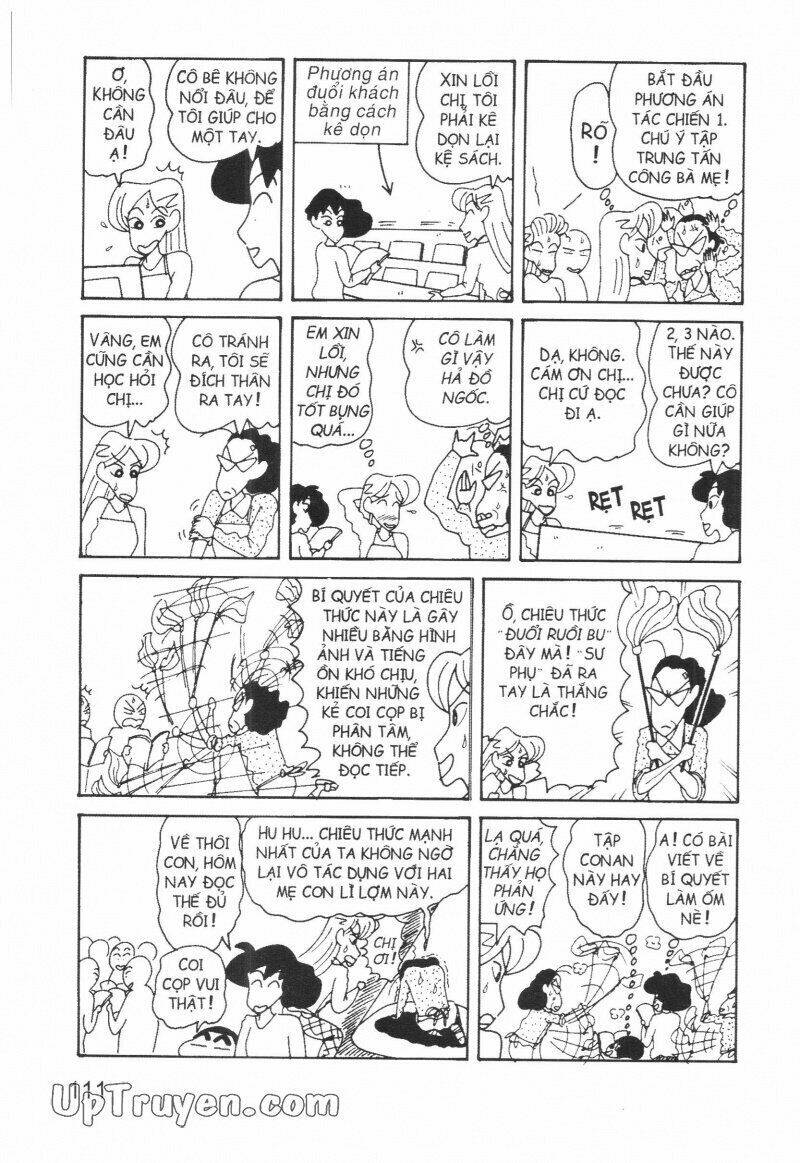 BẮT ĐẦU
PHƯƠNG ÁN
TÁC CHIẾN 1.
CHÚ Ý TẬP
TRUNG TẤN
CÔNG BÀ MẸ!
RÕ
!
XIN LỖI
CHỊ, TÔI
PHẢI KÊ
DỌN LẠI
KỆ SÁCH.
Phương án
đuổi khách
bằng cách
kê dọn
CÔ BÊ KHÔNG
NỔI ĐÂU, ĐỂ
TÔI GIÚP CHO
MỘT TAY.
Ơ,
KHÔNG
CẦN
ĐÂU
Ạ!
2, 3 NÀO.
THẾ NÀY
ĐƯỢC
CHƯA? CÔ
CẦN GIÚP
GÌ NỮA
KHÔNG?
DẠ, KHÔNG.
CÁM ƠN CHỊ...
CHỊ CỨ ĐỌC
ĐI Ạ.
RẸT
RẸT
CÔ LÀM
GÌ VẬY
HẢ ĐỒ
NGỐC.
EM XIN
LỖI,
NHƯNG
CHỊ ĐÓ
TỐT BỤNG
QUÁ...
CÔ TRÁNH
RA, TÔI SẼ
ĐÍCH THÂN
RA TAY!
VÂNG, EM
CŨNG CẦN
HỌC HỎI
CHỊ...
Ồ, CHIÊU THỨC
"ĐUỔI RUỒI BU"
ĐÂY MÀ! "SƯ
PHỤ" ĐÃ RA
TAY LÀ THẮNG
CHẮC!
BÍ QUYẾT CỦA CHIÊU
THỨC NÀY LÀ GÂY
NHIỄU BẰNG HÌNH
ẢNH VÀ TIẾNG
ỒN KHÓ CHỊU,
KHIẾN NHỮNG
KẺ COI CỌP BỊ
PHÂN TÂM,
KHÔNG THỂ
ĐỌC TIẾP.
A! CÓ BÀI
VIẾT VỀ
BÍ QUYẾT
LÀM ỐM
NÈ!
TẬP
CONAN
NÀY HAY
ĐẤY!
LẠ QUÁ,
CHẲNG
THẤY HỌ
PHẢN
ỨNG!
HU HU... CHIÊU THỨC MẠNH
NHẤT CỦA TA KHÔNG NGỜ
LẠI VÔ TÁC DỤNG VỚI HAI
MẸ CON LÌ LỢM NÀY.
CHỊ
ƠI!
VỀ THÔI
CON, HÔM
NAY ĐỌC
THẾ ĐỦ
RỒI!
COI
CỌP VUI
THẬT!
111
UpTruyen.com